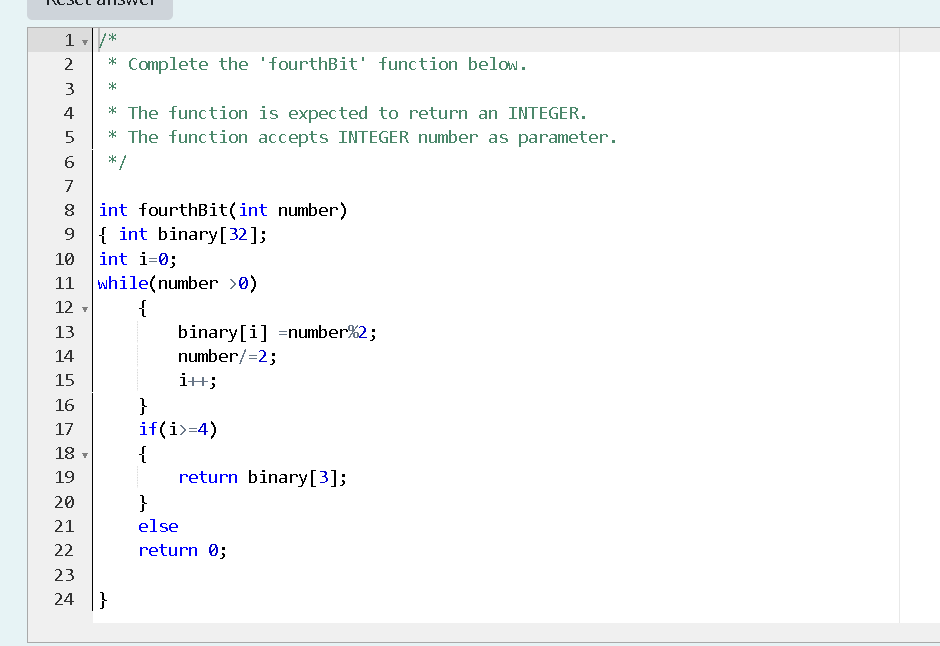 Reset answer
1 /*
2  * Complete the 'fourthBit' function below.
3  *
4  * The function is expected to return an INTEGER.
5  * The function accepts INTEGER number as parameter.
6  */
7
8 int fourthBit(int number)
9 { int binary[32];
10 int i=0;
11 while(number >0)
12     {
13         binary[i] =number%2;
14         number/=2;
15         i++;
16     }
17     if(i>=4)
18     {
19         return binary[3];
20     }
21     else
22     return 0;
23
24 }